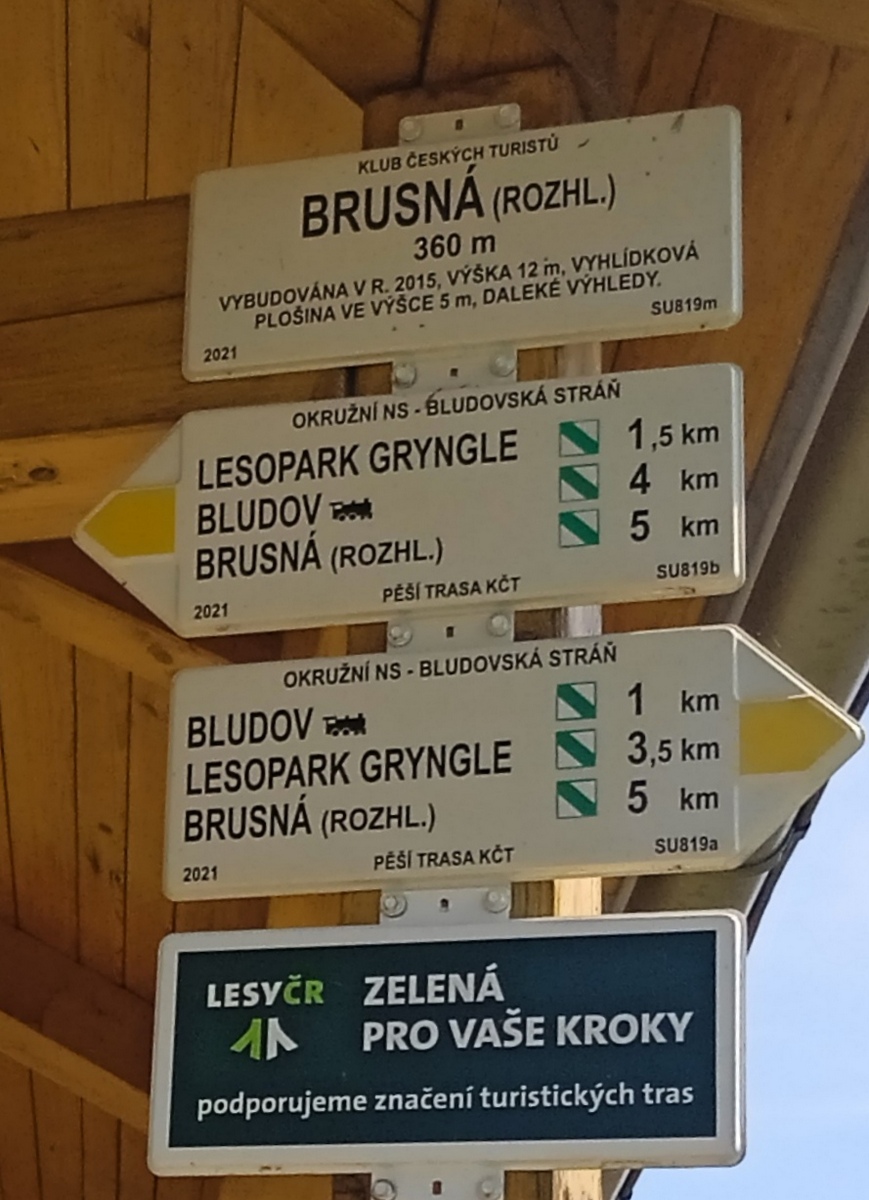 KLUB ČESKÝCH TURISTŮ
BRUSNÁ (ROZHL.)
360 m
VYBUDOVÁNA V R. 2015, VÝŠKA 12 m, VYHLÍDKOVÁ
PLOŠINA VE VÝŠCE 5 m, DALEKÉ VÝHLEDY.
2021 SU819m
OKRUŽNÍ NS - BLUDOVSKÁ STRÁŇ
LESOPARK GRYNGLE 1,5 km
BLUDOV 4 km
BRUSNÁ (ROZHL.) 5 km
2021 PĚŠÍ TRASA KČT SU819b
OKRUŽNÍ NS - BLUDOVSKÁ STRÁŇ
BLUDOV 1 km
LESOPARK GRYNGLE 3,5 km
BRUSNÁ (ROZHL.) 5 km
2021 PĚŠÍ TRASA KČT SU819a
LESYČR ZELENÁ
PRO VAŠE KROKY
podporujeme značení turistických tras